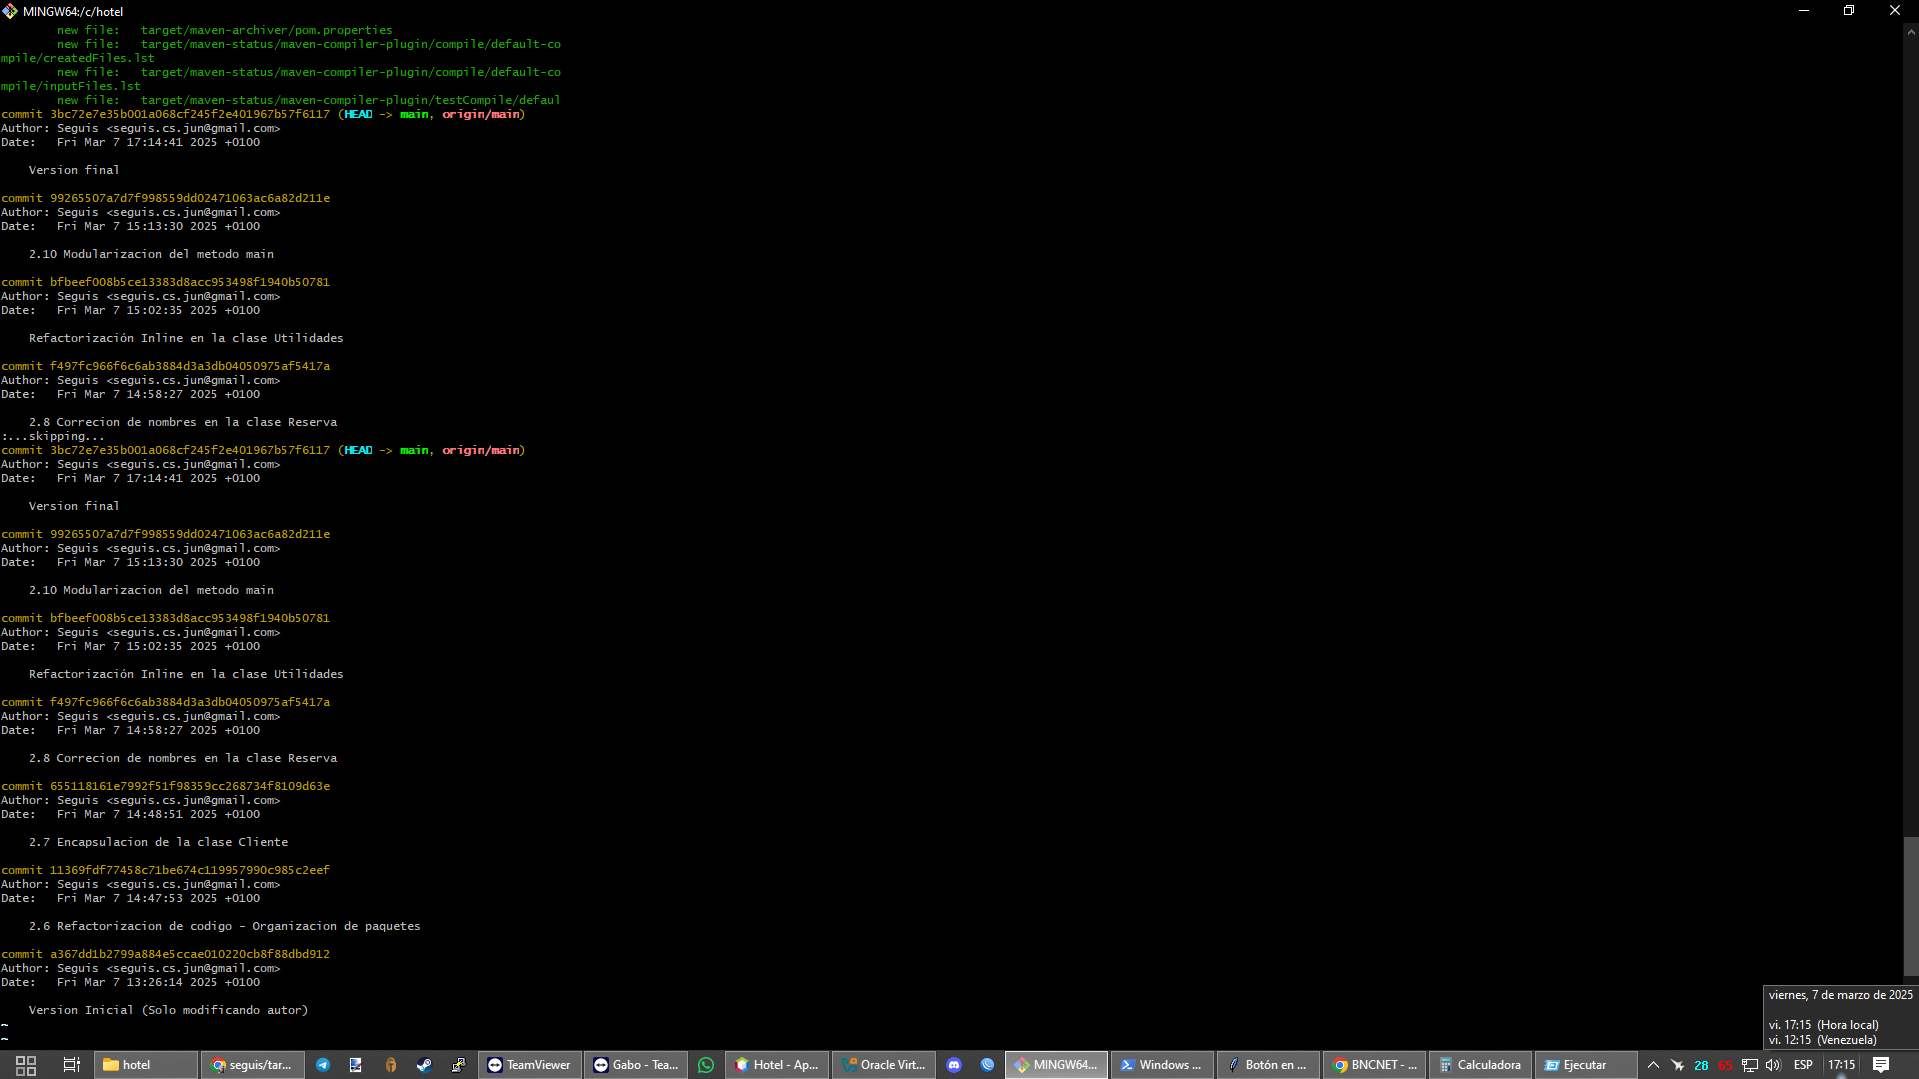 MINGW64:/c/hotel
new file:   target/maven-archiver/pom.properties
new file:   target/maven-status/maven-compiler-plugin/compile/default-co
mpile/createdFiles.lst
new file:   target/maven-status/maven-compiler-plugin/compile/default-co
mpile/inputFiles.lst
new file:   target/maven-status/maven-compiler-plugin/testCompile/defaul
commit 3bc72e7e35b001a068cf245f2e401967b57f6117 (HEAD -> main, origin/main)
Author: Seguis <seguis.cs.jun@gmail.com>
Date:   Fri Mar 7 17:14:41 2025 +0100
Version final
commit 99265507a7d7f998559dd02471063ac6a82d211e
Author: Seguis <seguis.cs.jun@gmail.com>
Date:   Fri Mar 7 15:13:30 2025 +0100
2.10 Modularizacion del metodo main
commit bfbeef008b5ce13383d8acc953498f1940b50781
Author: Seguis <seguis.cs.jun@gmail.com>
Date:   Fri Mar 7 15:02:35 2025 +0100
Refactorización Inline en la clase Utilidades
commit f497fc966f6c6ab3884d3a3db04050975af5417a
Author: Seguis <seguis.cs.jun@gmail.com>
Date:   Fri Mar 7 14:58:27 2025 +0100
2.8 Correcion de nombres en la clase Reserva
:...skipping...
commit 3bc72e7e35b001a068cf245f2e401967b57f6117 (HEAD -> main, origin/main)
Author: Seguis <seguis.cs.jun@gmail.com>
Date:   Fri Mar 7 17:14:41 2025 +0100
Version final
commit 99265507a7d7f998559dd02471063ac6a82d211e
Author: Seguis <seguis.cs.jun@gmail.com>
Date:   Fri Mar 7 15:13:30 2025 +0100
2.10 Modularizacion del metodo main
commit bfbeef008b5ce13383d8acc953498f1940b50781
Author: Seguis <seguis.cs.jun@gmail.com>
Date:   Fri Mar 7 15:02:35 2025 +0100
Refactorización Inline en la clase Utilidades
commit f497fc966f6c6ab3884d3a3db04050975af5417a
Author: Seguis <seguis.cs.jun@gmail.com>
Date:   Fri Mar 7 14:58:27 2025 +0100
2.8 Correcion de nombres en la clase Reserva
commit 655118161e7992f51f98359cc268734f8109d63e
Author: Seguis <seguis.cs.jun@gmail.com>
Date:   Fri Mar 7 14:48:51 2025 +0100
2.7 Encapsulacion de la clase Cliente
commit 11369fdf77458c71be674c119957990c985c2eef
Author: Seguis <seguis.cs.jun@gmail.com>
Date:   Fri Mar 7 14:47:53 2025 +0100
2.6 Refactorizacion de codigo - Organizacion de paquetes
commit a367dd1b2799a884e5ccae010220cb8f88dbd912
Author: Seguis <seguis.cs.jun@gmail.com>
Date:   Fri Mar 7 13:26:14 2025 +0100
Version Inicial (Solo modificando autor)
~
~
viernes, 7 de marzo de 2025
vi. 17:15  (Hora local)
vi. 12:15  (Venezuela)
hotel
seguis/tar...
TeamViewer
Gabo - Tea...
Hotel - Ap...
Oracle Virt...
MINGW64...
Windows ...
Botón en ...
BNCNET - ...
Calculadora
Ejecutar
28
65
ESP
17:15